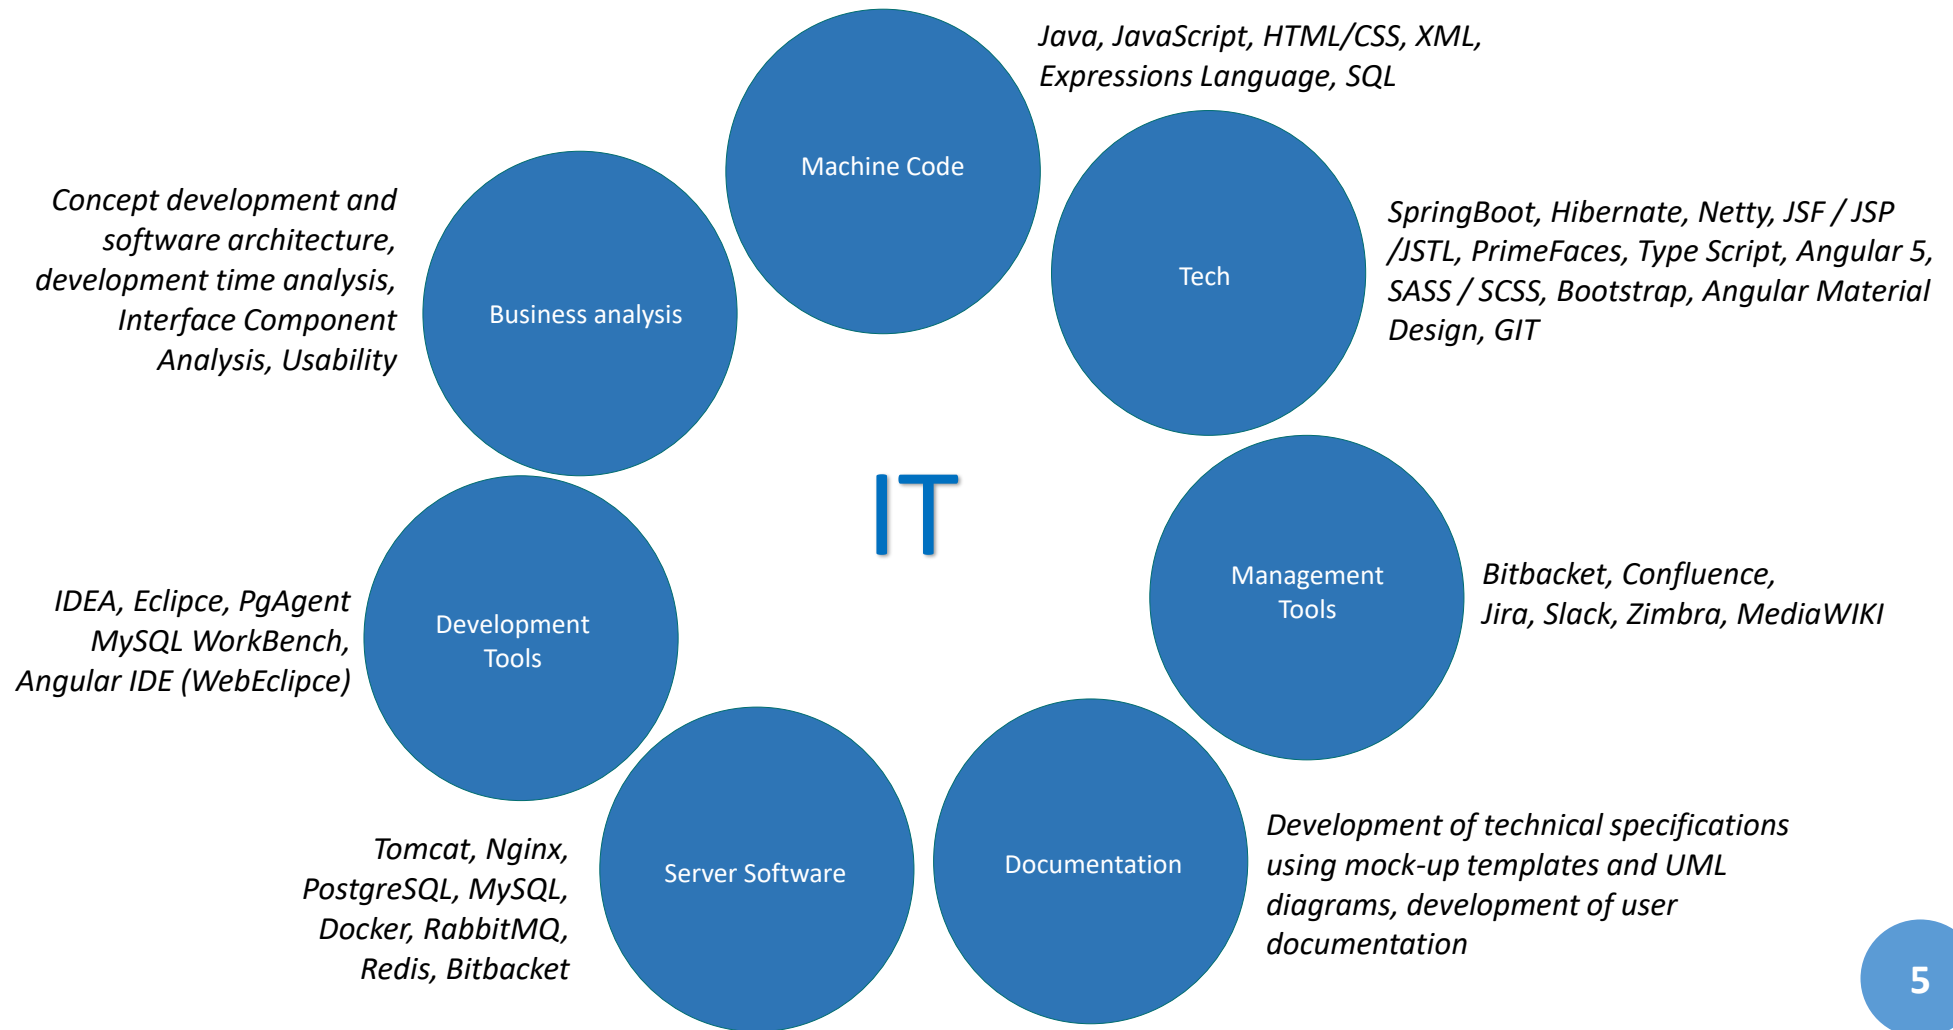 Machine Code
Java, JavaScript, HTML/CSS, XML,
Expressions Language, SQL
Tech
SpringBoot, Hibernate, Netty, JSF / JSP
/JSTL, PrimeFaces, Type Script, Angular 5,
SASS / SCSS, Bootstrap, Angular Material
Design, GIT
Business analysis
Concept development and
software architecture,
development time analysis,
Interface Component
Analysis, Usability
IT
Management
Tools
Bitbacket, Confluence,
Jira, Slack, Zimbra, MediaWIKI
Development
Tools
IDEA, Eclipce, PgAgent
MySQL WorkBench,
Angular IDE (WebEclipce)
Server Software
Tomcat, Nginx,
PostgreSQL, MySQL,
Docker, RabbitMQ,
Redis, Bitbacket
Documentation
Development of technical specifications
using mock-up templates and UML
diagrams, development of user
documentation
5